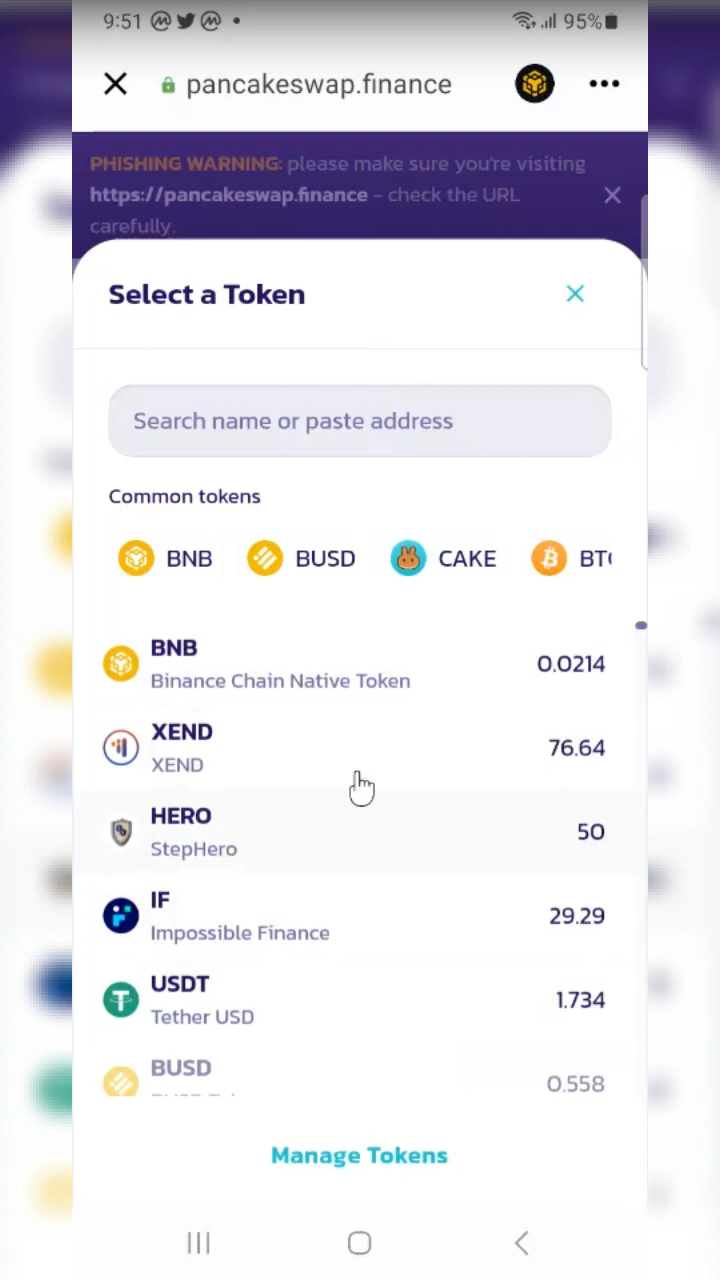 9:51 95%
pancakeswap.finance
PHISHING WARNING: please make sure you're visiting
https://pancakeswap.finance - check the URL
carefully.
Select a Token
Search name or paste address
Common tokens
BNB BUSD CAKE BT
BNB 0.0214
Binance Chain Native Token
XEND 76.64
XEND
HERO 50
StepHero
IF 29.29
Impossible Finance
USDT 1.734
Tether USD
BUSD 0.558
Manage Tokens